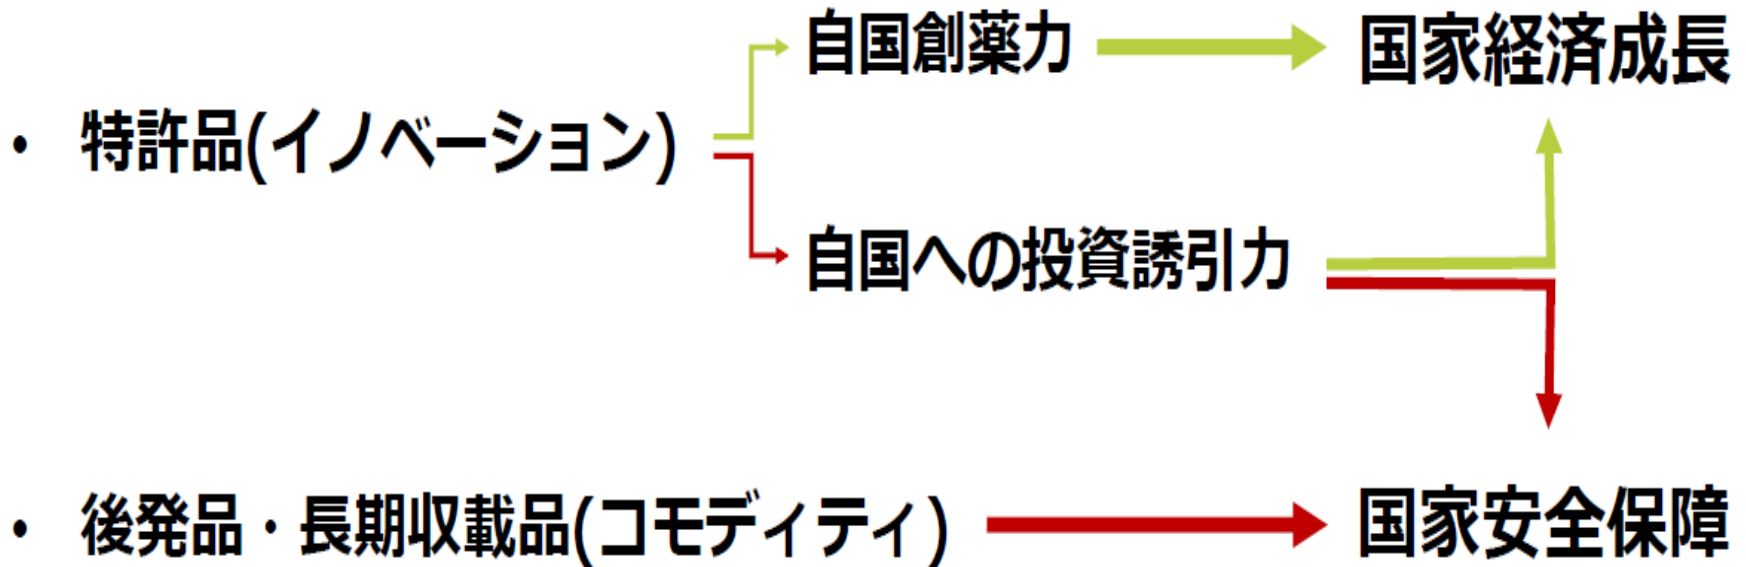 自国創薬力
国家経済成長
• 特許品(イノベーション)
自国への投資誘引力
• 後発品・長期収載品(コモディティ)
国家安全保障